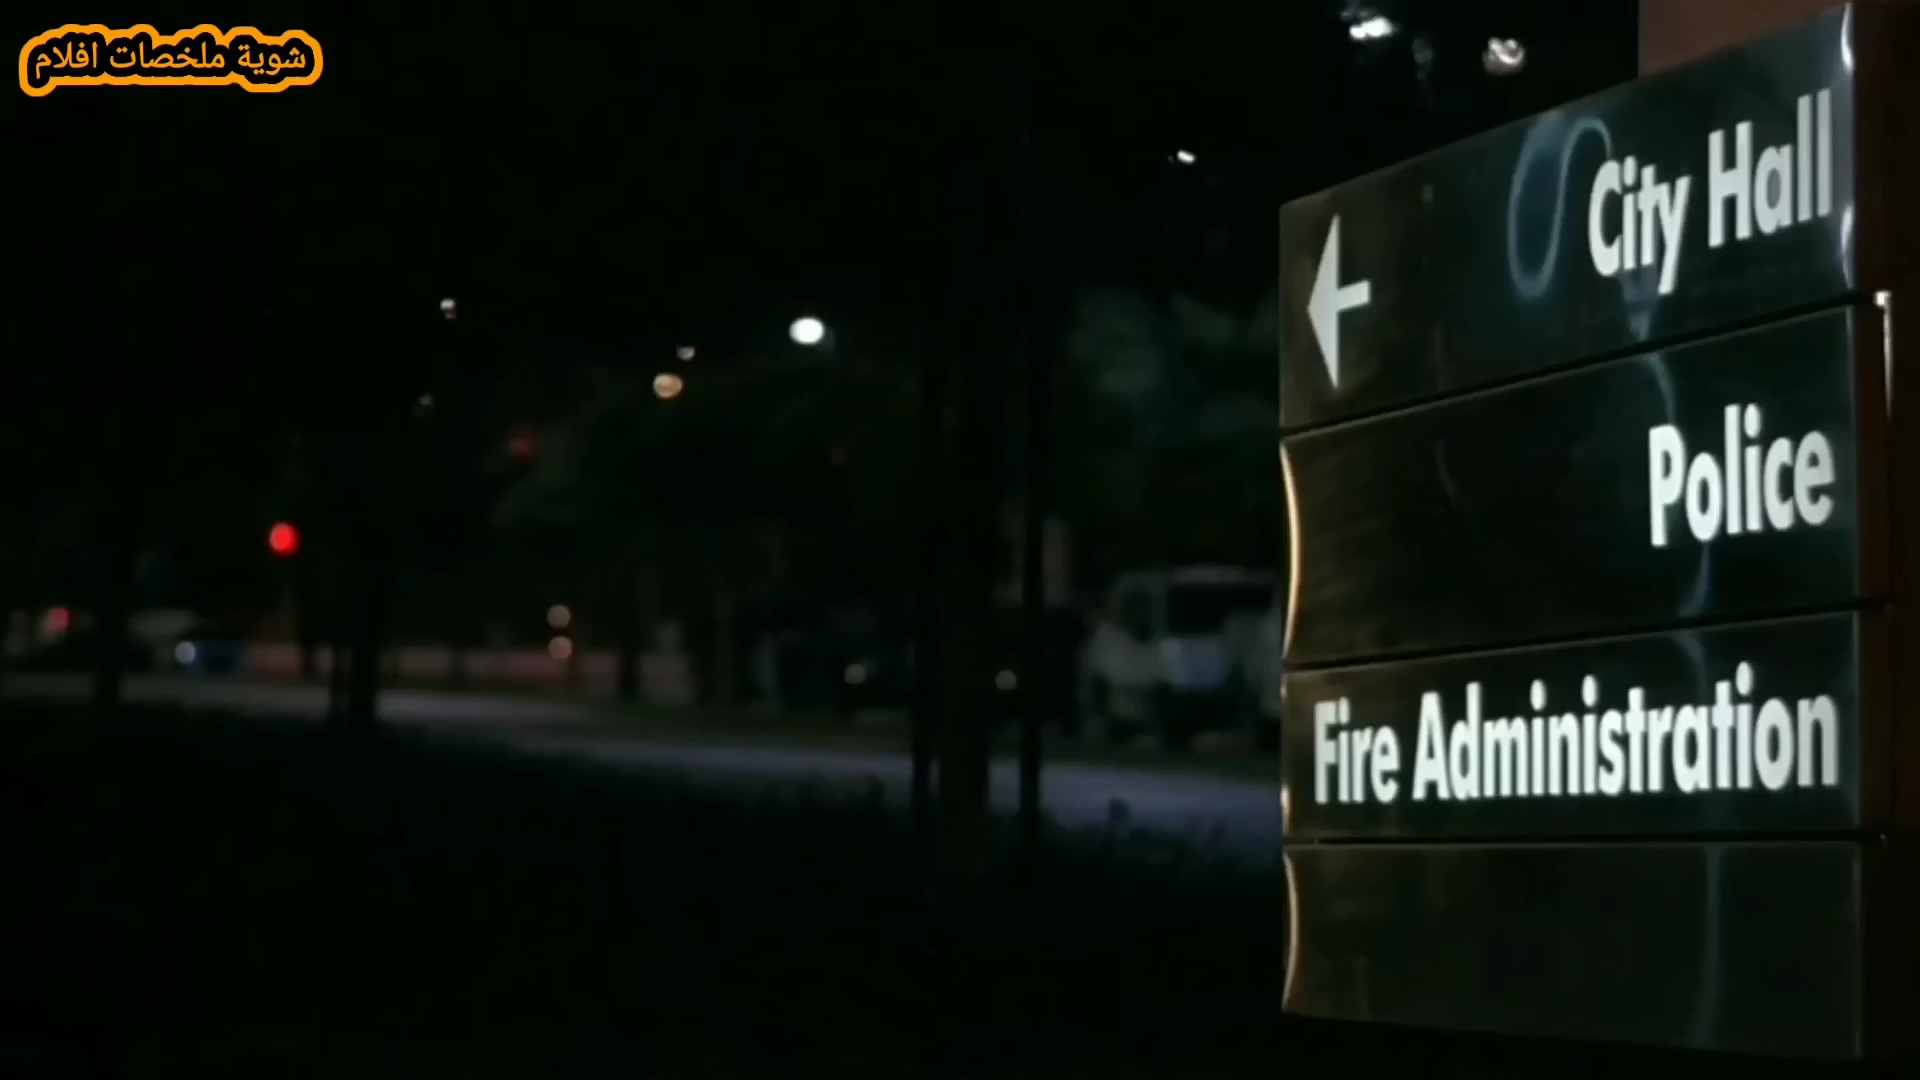 شوية ملخصات افلام
City Hall
Police
Fire Administration